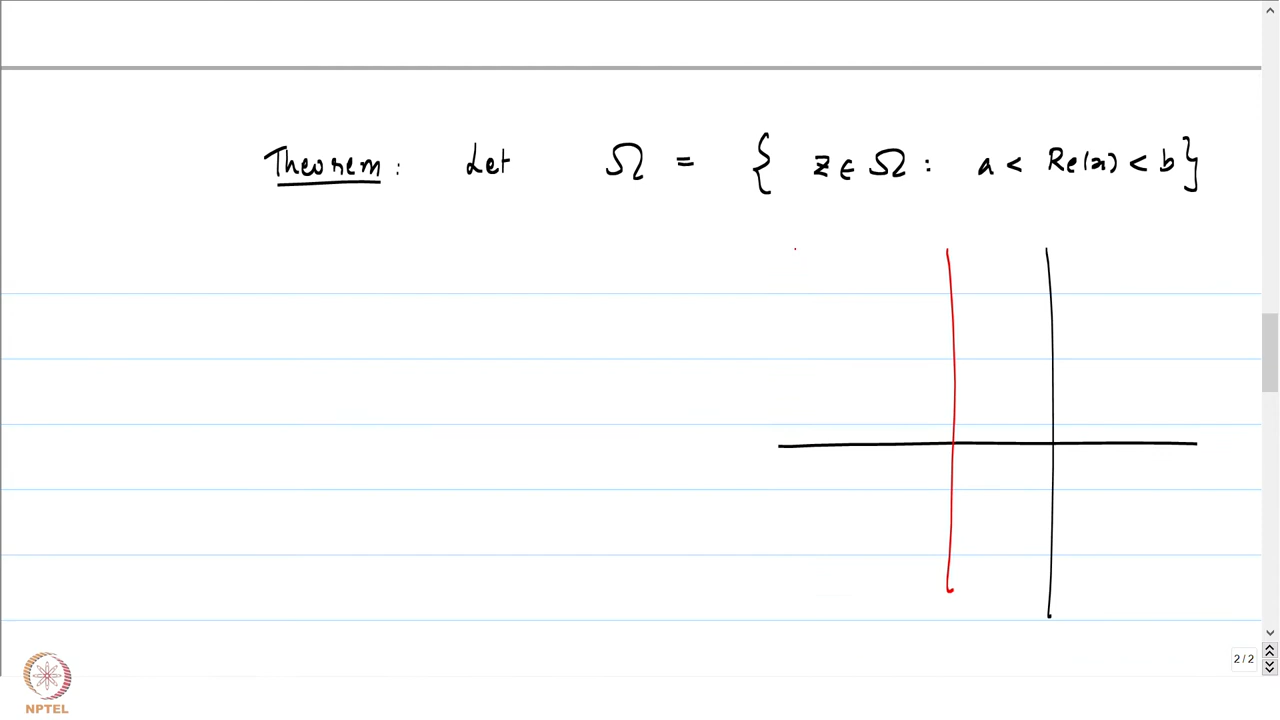 Theorem: Let Ω = { z ∈ Ω : a < Re(x) < b}
2 / 2
NPTEL